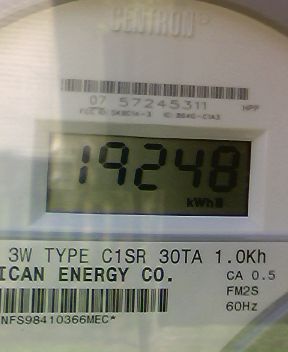 CENTRON®
07 57245311 HPP
19248
kWh
3W TYPE C1SR 30TA 1.0Kh
ICAN ENERGY CO.
CA 0.5
FM2S
60Hz
NFS98410366MEC*